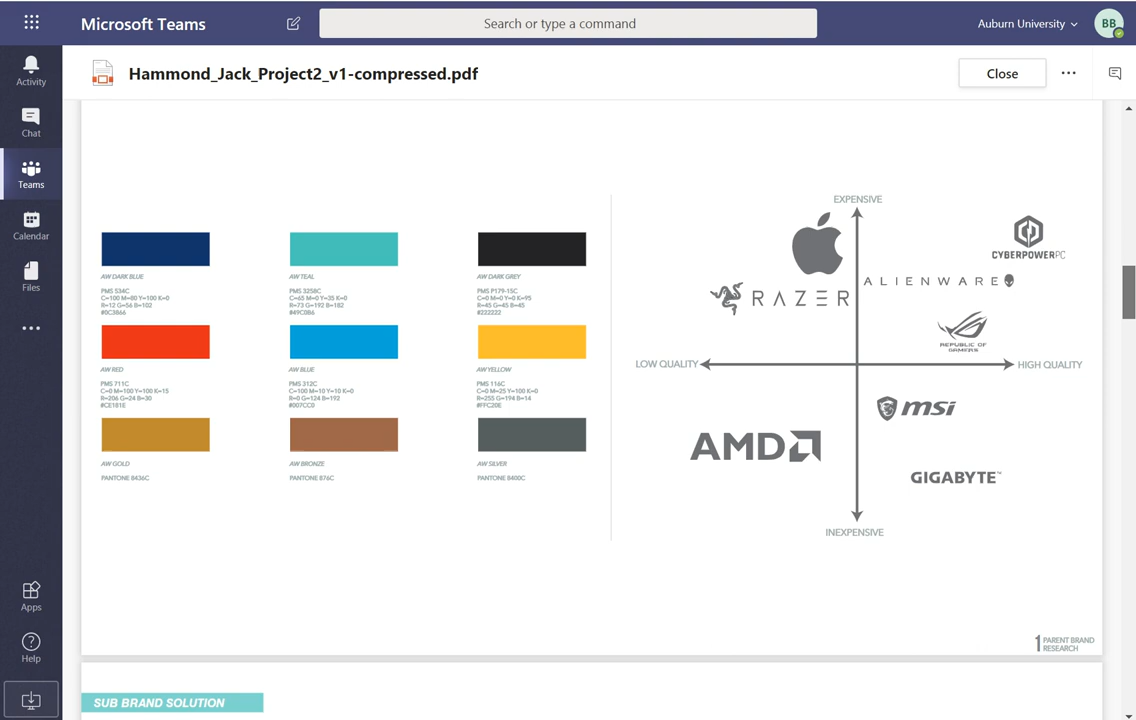 Microsoft Teams
Search or type a command
Auburn University
BB
Activity
Chat
Teams
Calendar
Files
Apps
Help
Hammond_Jack_Project2_v1-compressed.pdf
Close
AW DARK BLUE
PMS 534C
C=100 M=80 Y=100 K=0
R=12 G=56 B=102
#0C3866
AW TEAL
PMS 3258C
C=65 M=0 Y=35 K=0
R=73 G=192 B=182
#49C0B6
AW DARK GREY
PMS P179-15C
C=0 M=0 Y=0 K=95
R=45 G=45 B=45
#222222
AW RED
PMS 711C
C=0 M=100 Y=100 K=15
R=206 G=24 B=30
#CE181E
AW BLUE
PMS 312C
C=100 M=10 Y=10 K=0
R=0 G=124 B=192
#007CC0
AW YELLOW
PMS 116C
C=0 M=25 Y=100 K=0
R=255 G=194 B=14
#FFC20E
AW GOLD
PANTONE 8436C
AW BRONZE
PANTONE 876C
AW SILVER
PANTONE 8400C
EXPENSIVE
CYBERPOWERPC
ALIENWARE
RAZER
REPUBLIC OF
GAMERS
LOW QUALITY
HIGH QUALITY
msi
AMD
GIGABYTE™
INEXPENSIVE
1 PARENT BRAND
RESEARCH
SUB BRAND SOLUTION